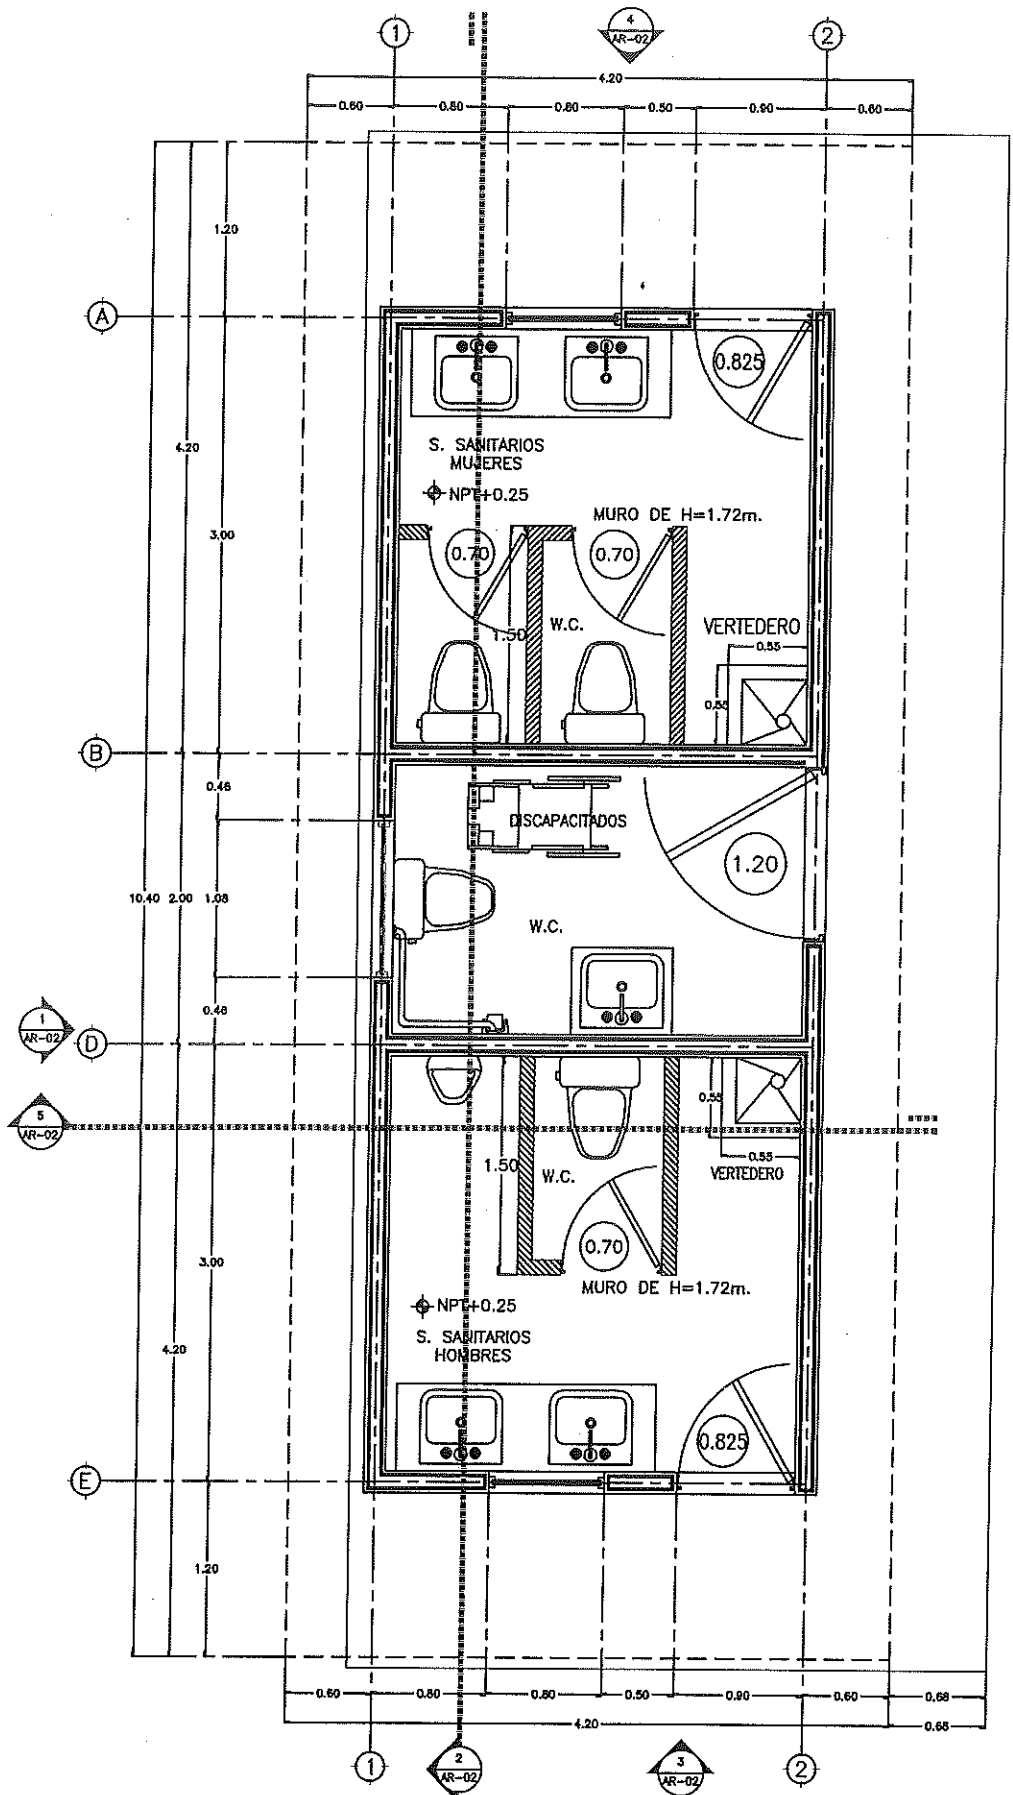 1
4
AR-02
2
4.20
0.60
0.80
0.80
0.50
0.90
0.60
1.20
A
0.825
4.20
S. SANITARIOS
MUJERES
NPT+0.25
MURO DE H=1.72m.
3.00
0.70
0.70
1.50
W.C.
VERTEDERO
0.55
0.55
B
0.46
DISCAPACITADOS
1.20
10.40
2.00
1.08
W.C.
0.46
1
AR-02
D
5
AR-02
0.55
0.55
1.50
W.C.
VERTEDERO
0.70
3.00
MURO DE H=1.72m.
NPT+0.25
S. SANITARIOS
HOMBRES
4.20
0.825
E
1.20
0.60
0.80
0.80
0.50
0.90
0.60
0.68
4.20
0.68
1
2
AR-02
3
AR-02
2